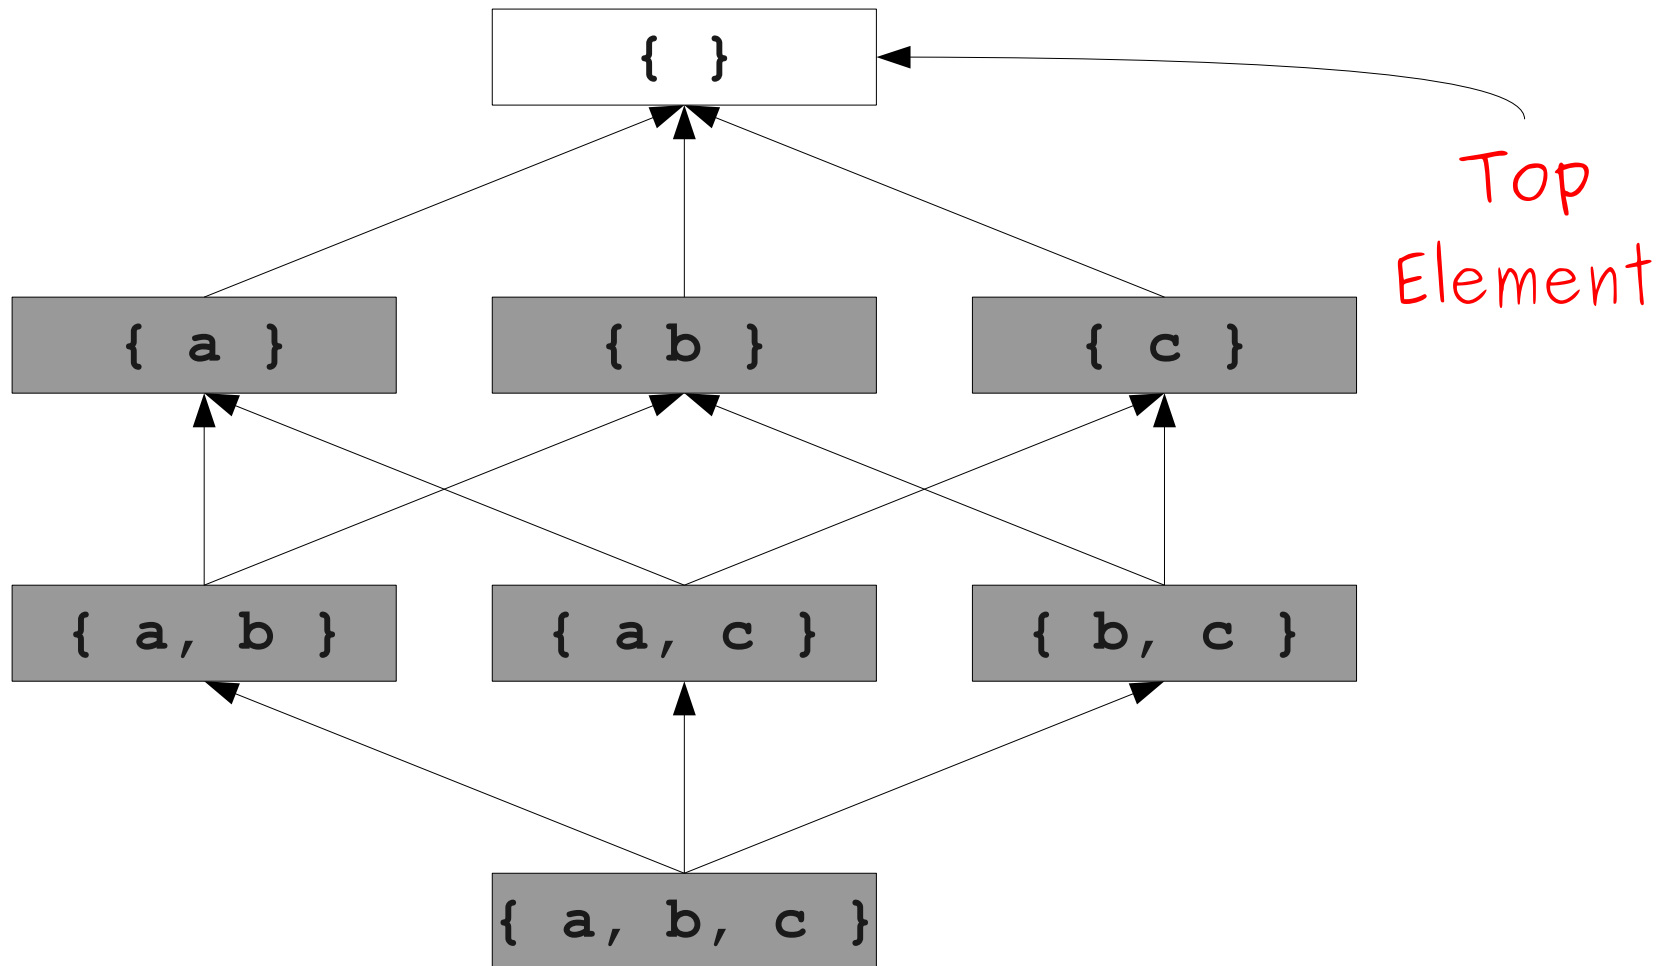 { }
Top
Element
{ a }
{ b }
{ c }
{ a, b }
{ a, c }
{ b, c }
{ a, b, c }